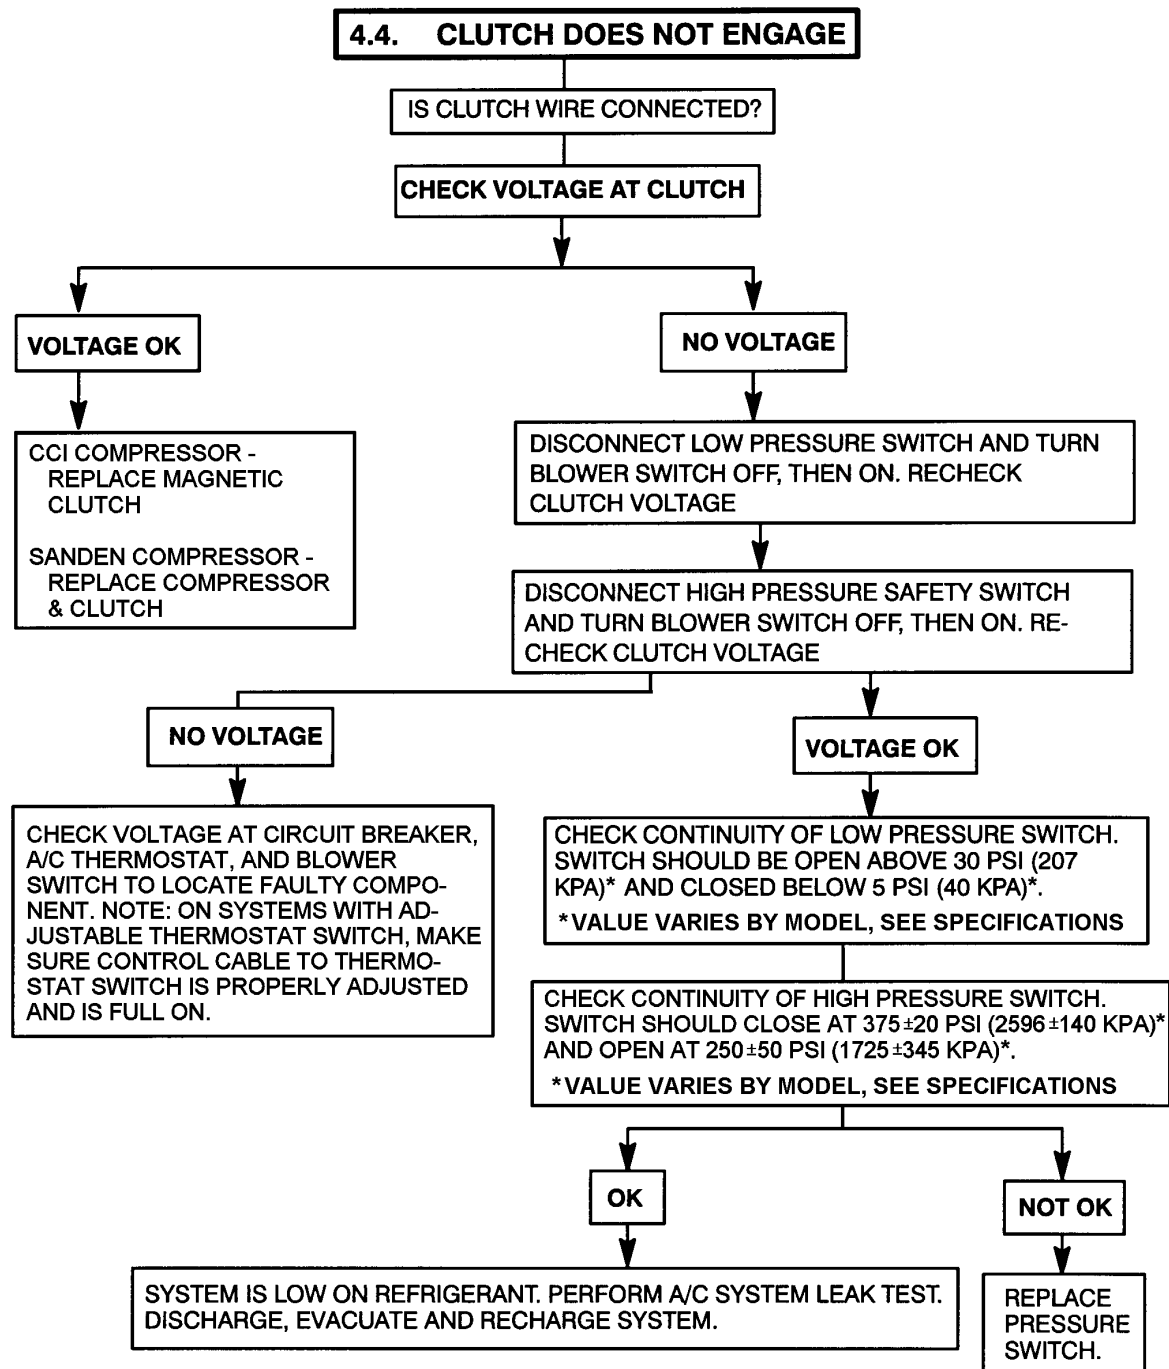 4.4. CLUTCH DOES NOT ENGAGE
IS CLUTCH WIRE CONNECTED?
CHECK VOLTAGE AT CLUTCH
VOLTAGE OK
CCI COMPRESSOR -
REPLACE MAGNETIC
CLUTCH
SANDEN COMPRESSOR -
REPLACE COMPRESSOR
& CLUTCH
NO VOLTAGE
DISCONNECT LOW PRESSURE SWITCH AND TURN
BLOWER SWITCH OFF, THEN ON. RECHECK
CLUTCH VOLTAGE
DISCONNECT HIGH PRESSURE SAFETY SWITCH
AND TURN BLOWER SWITCH OFF, THEN ON. RE-
CHECK CLUTCH VOLTAGE
NO VOLTAGE
CHECK VOLTAGE AT CIRCUIT BREAKER,
A/C THERMOSTAT, AND BLOWER
SWITCH TO LOCATE FAULTY COMPO-
NENT. NOTE: ON SYSTEMS WITH AD-
JUSTABLE THERMOSTAT SWITCH, MAKE
SURE CONTROL CABLE TO THERMO-
STAT SWITCH IS PROPERLY ADJUSTED
AND IS FULL ON.
VOLTAGE OK
CHECK CONTINUITY OF LOW PRESSURE SWITCH.
SWITCH SHOULD BE OPEN ABOVE 30 PSI (207
KPA)* AND CLOSED BELOW 5 PSI (40 KPA)*.
*VALUE VARIES BY MODEL, SEE SPECIFICATIONS
CHECK CONTINUITY OF HIGH PRESSURE SWITCH.
SWITCH SHOULD CLOSE AT 375±20 PSI (2596±140 KPA)*
AND OPEN AT 250±50 PSI (1725±345 KPA)*.
*VALUE VARIES BY MODEL, SEE SPECIFICATIONS
OK
SYSTEM IS LOW ON REFRIGERANT. PERFORM A/C SYSTEM LEAK TEST.
DISCHARGE, EVACUATE AND RECHARGE SYSTEM.
NOT OK
REPLACE
PRESSURE
SWITCH.